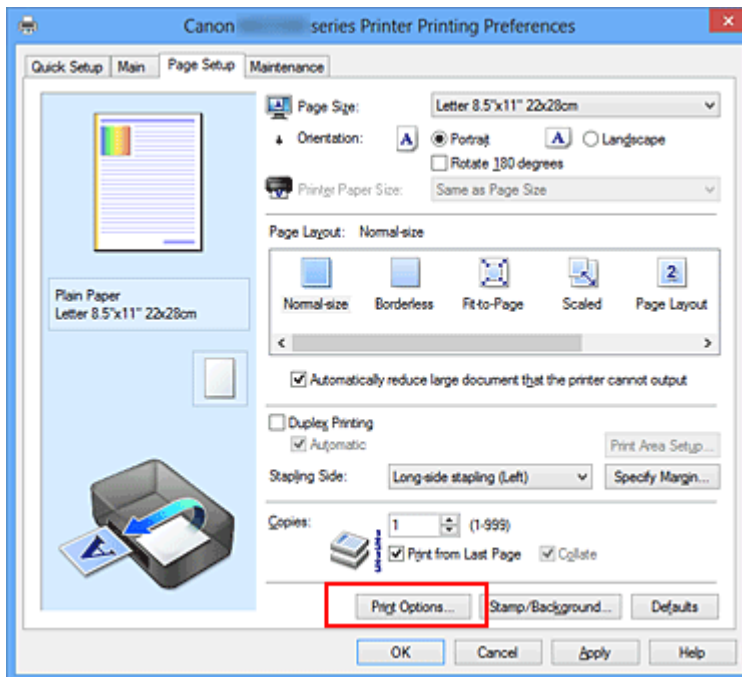 Canon series Printer Printing Preferences
Quick Setup Main Page Setup Maintenance
Page Size: Letter 8.5"x11" 22x28cm
Orientation: A Portrait A Landscape
Rotate 180 degrees
Printer Paper Size: Same as Page Size
Page Layout: Normal-size
2
Normal-size Borderless Fit-to-Page Scaled Page Layout
Plain Paper
Letter 8.5"x11" 22x28cm
Automatically reduce large document that the printer cannot output
Duplex Printing
Automatic
Print Area Setup...
Stapling Side: Long-side stapling (Left) Specify Margin...
Copies: 1 (1-999)
Print from Last Page Collate
A
Print Options... Stamp/Background... Defaults
OK Cancel Apply Help